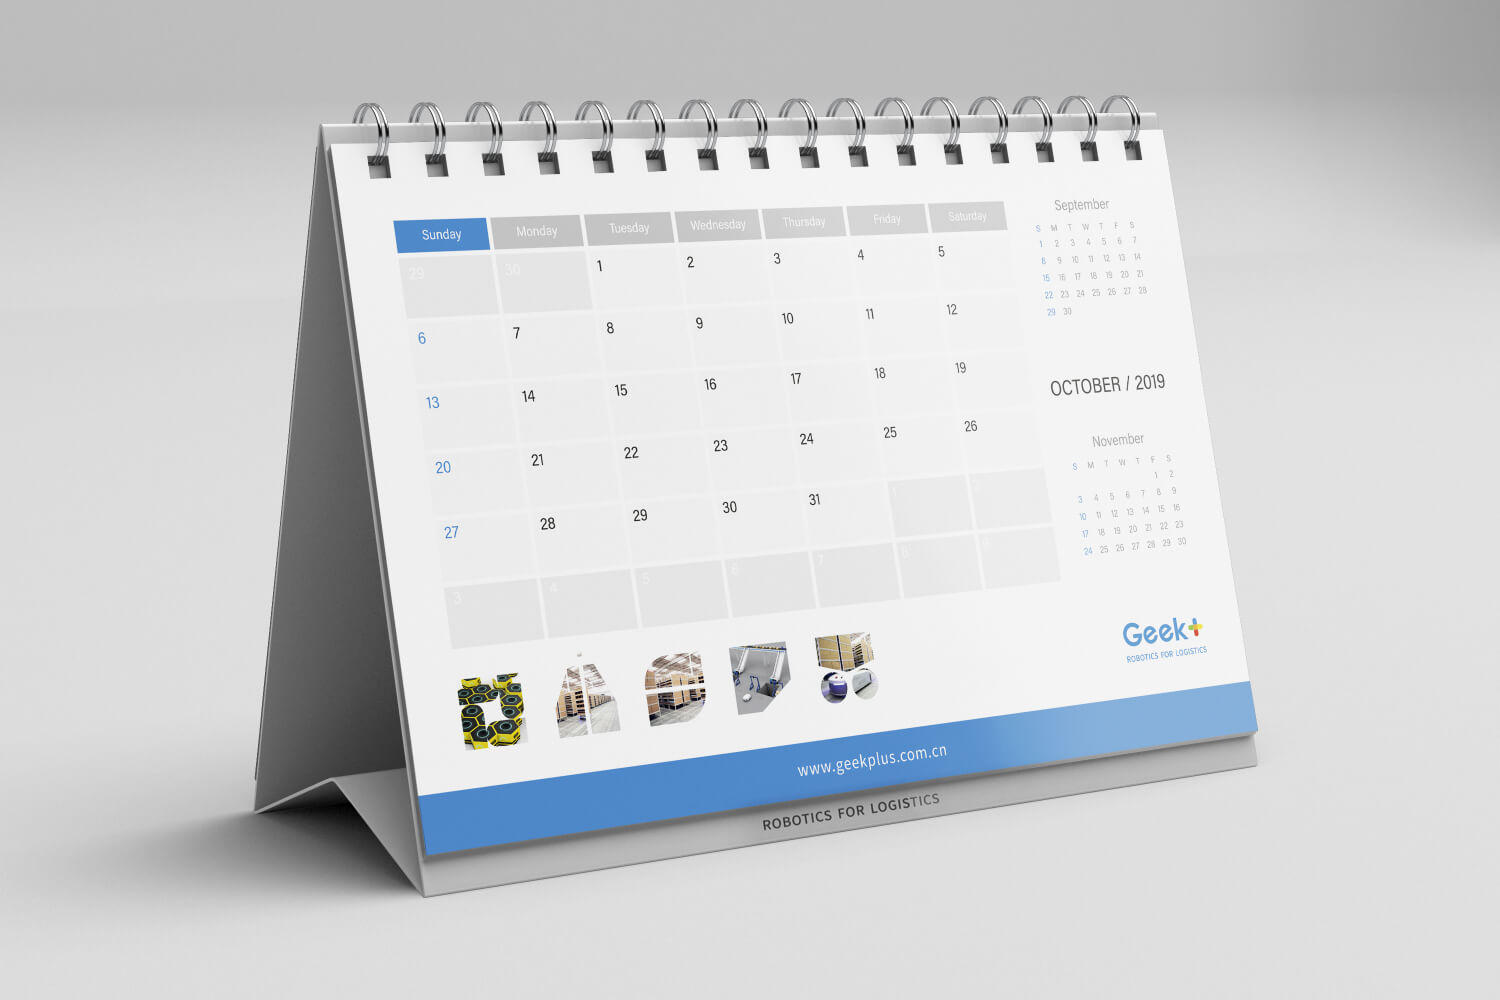 Sunday Monday Tuesday Wednesday Thursday Friday Saturday
29 30 1 2 3 4 5
6 7 8 9 10 11 12
13 14 15 16 17 18 19
20 21 22 23 24 25 26
27 28 29 30 31 1 2
3 4 5 6 7 8 9
September
S M T W T F S
1 2 3 4 5 6 7
8 9 10 11 12 13 14
15 16 17 18 19 20 21
22 23 24 25 26 27 28
29 30
OCTOBER / 2019
November
S M T W T F S
1 2
3 4 5 6 7 8 9
10 11 12 13 14 15 16
17 18 19 20 21 22 23
24 25 26 27 28 29 30
Geek+
ROBOTICS FOR LOGISTICS
www.geekplus.com.cn
ROBOTICS FOR LOGISTICS